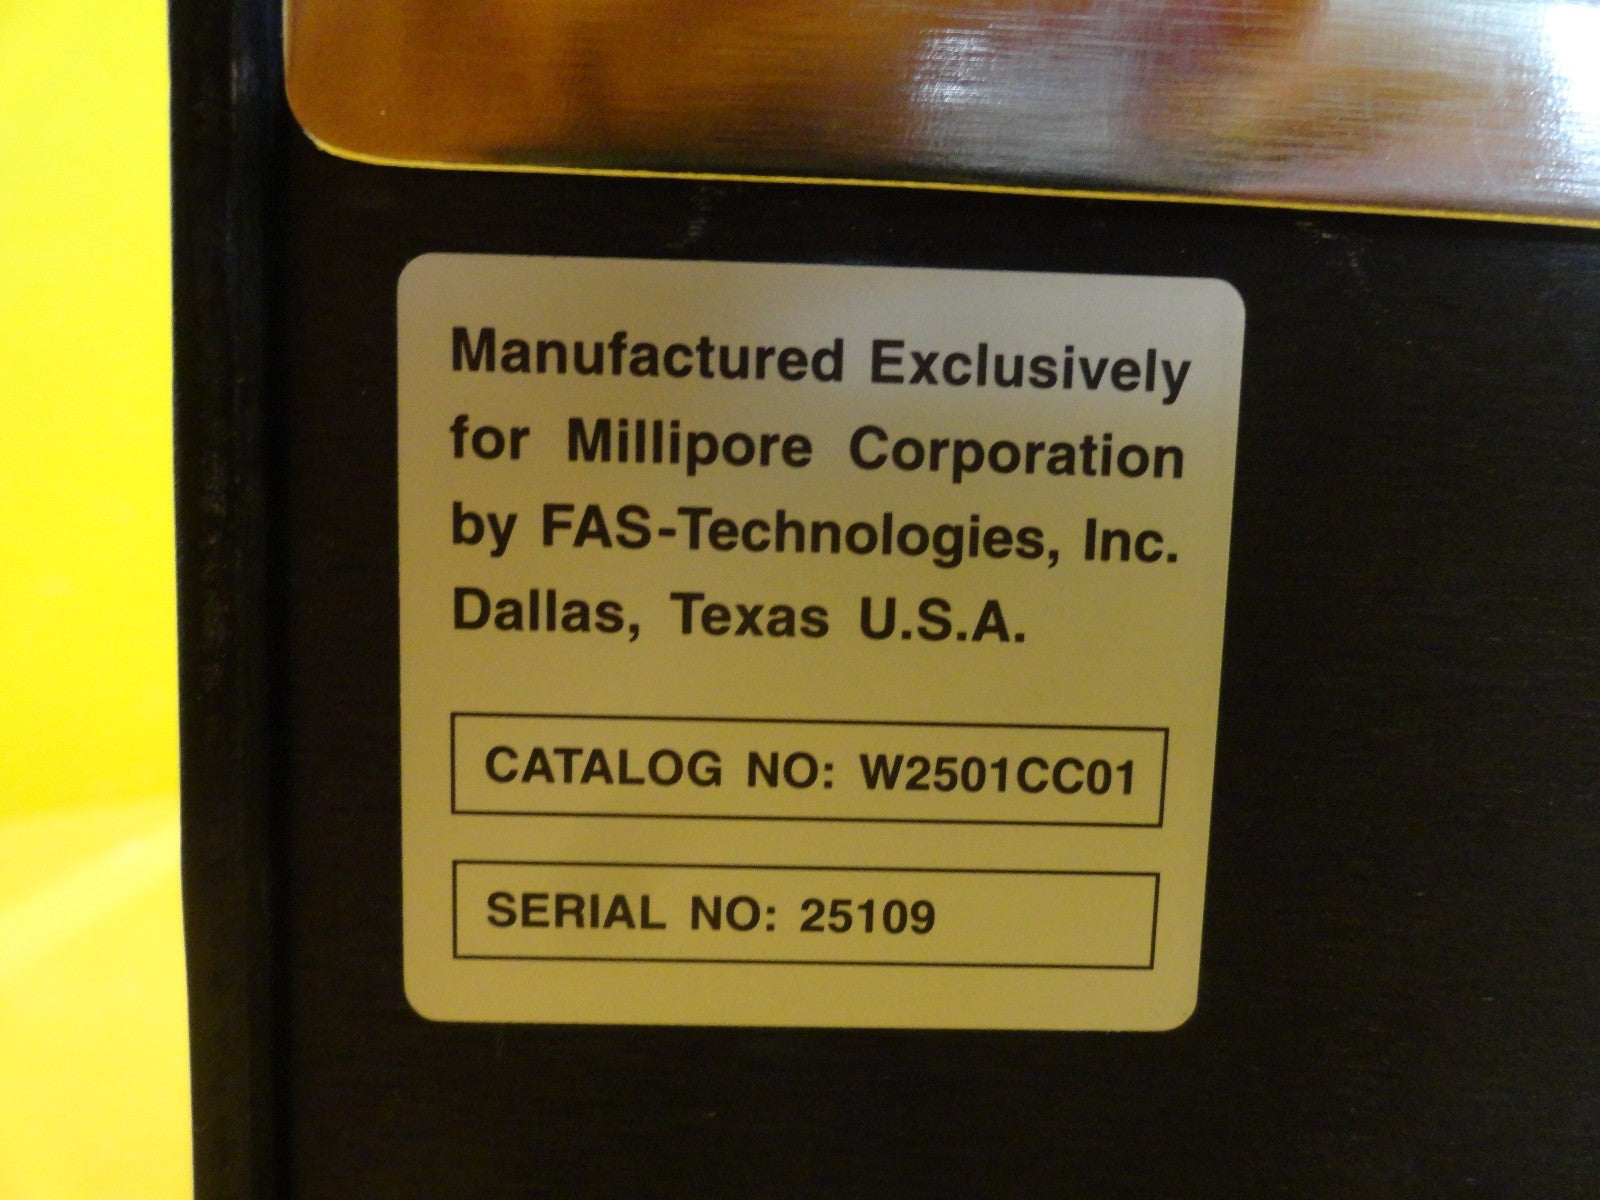 Manufactured Exclusively
for Millipore Corporation
by FAS-Technologies, Inc.
Dallas, Texas U.S.A.
CATALOG NO: W2501CC01
SERIAL NO: 25109